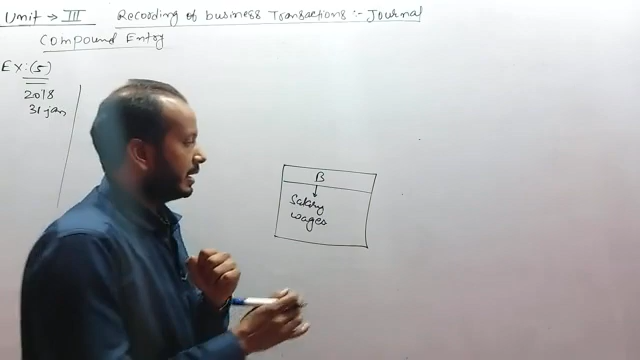 Unit → III Recording of business Transactions :- Journal
Compound Entry
Ex:(5)
2018
31 jan
B
Salary
wages